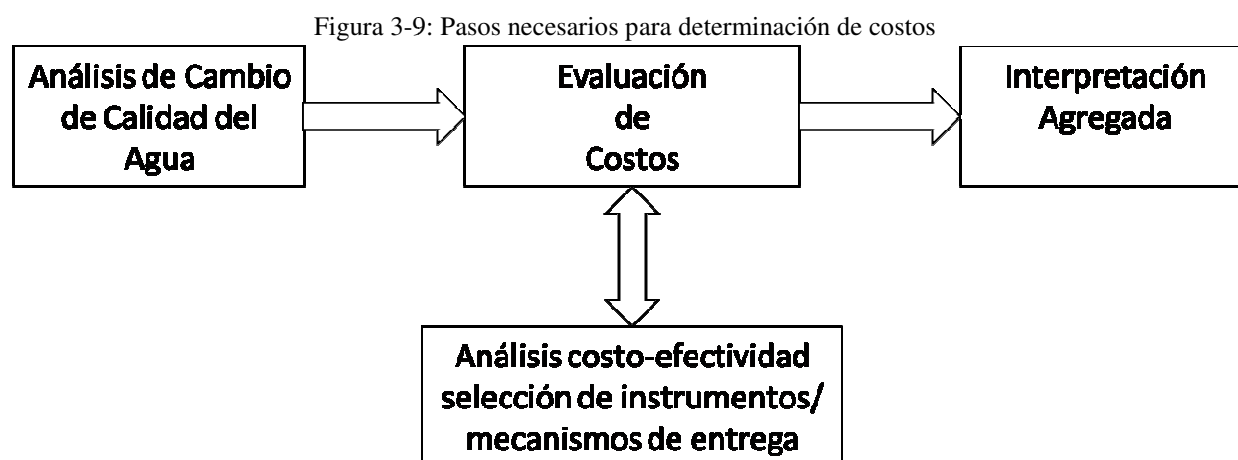 Figura 3-9: Pasos necesarios para determinación de costos
Análisis de Cambio
de Calidad del
Agua
Evaluación
de
Costos
Interpretación
Agregada
Análisis costo-efectividad
selección de instrumentos/
mecanismos de entrega